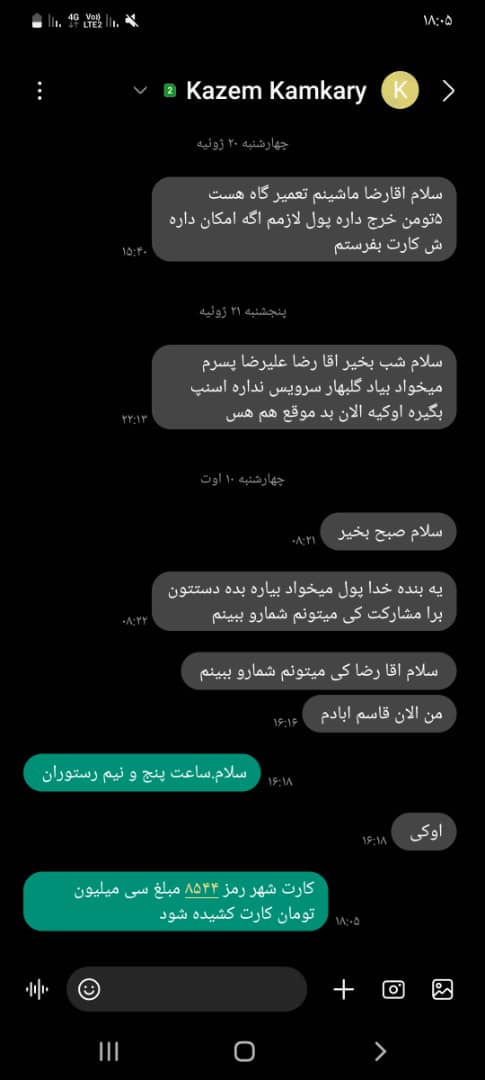 4G VoD LTE2
۱۸:۰۵
2 Kazem Kamkary
K
چهارشنبه ۲۰ ژوئیه
سلام اقارضا ماشینم تعمیر گاه هست
۵تومن خرج داره پول لازمم اگه امکان داره
ش کارت بفرستم
۱۵:۴۰
پنجشنبه ۲۱ ژوئیه
سلام شب بخیر اقا رضا علیرضا پسرم
میخواد بیاد گلبهار سرویس نداره اسنپ
بگیره اوکیه الان بد موقع هم هس
۲۲:۱۳
چهارشنبه ۱۰ اوت
سلام صبح بخیر
۰۸:۲۱
یه بنده خدا پول میخواد بیاره بده دستتون
برا مشارکت کی میتونم شمارو ببینم
۰۸:۲۲
سلام اقا رضا کی میتونم شمارو ببینم
من الان قاسم ابادم
۱۶:۱۶
سلام.ساعت پنج و نیم رستوران
۱۶:۱۸
اوکی
۱۶:۱۸
کارت شهر رمز ۸۵۴۴ مبلغ سی میلیون
تومان کارت کشیده شود
۱۸:۰۵